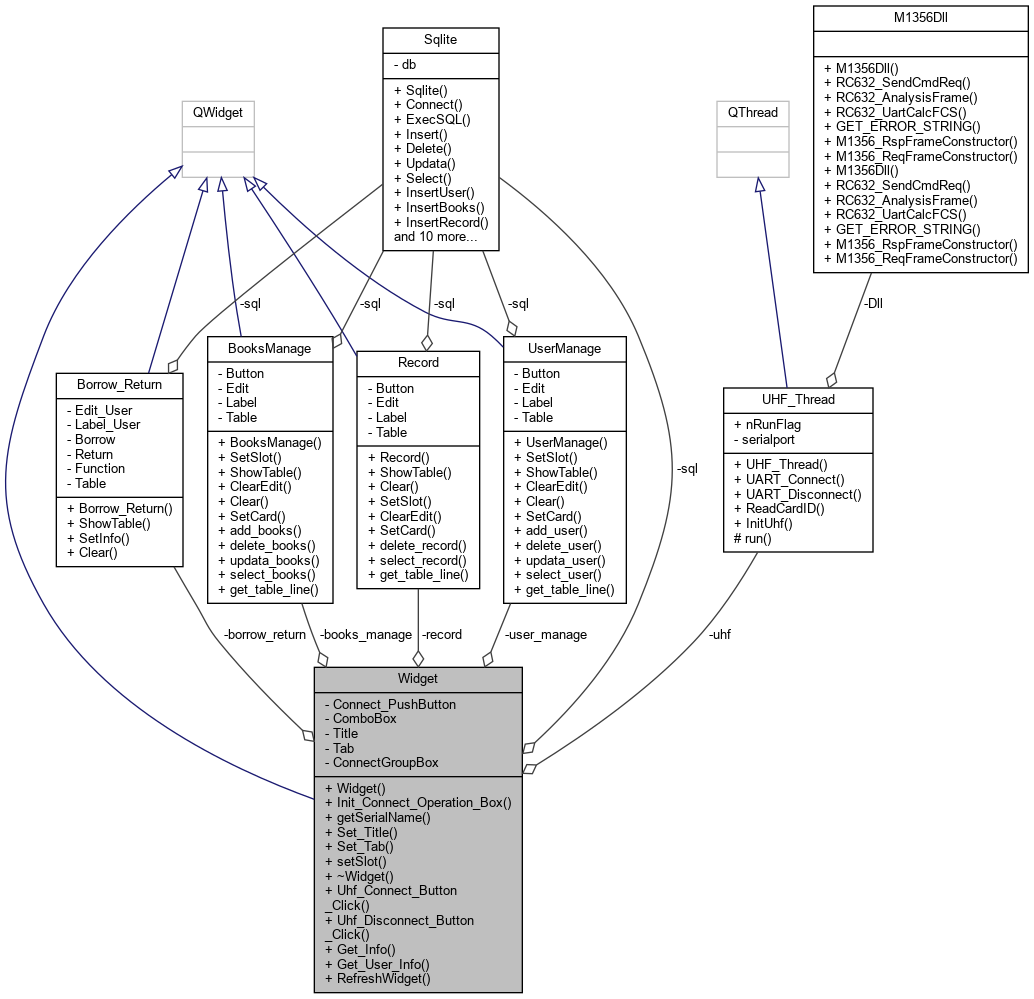 M1356Dll
+ M1356Dll()
+ RC632_SendCmdReq()
+ RC632_AnalysisFrame()
+ RC632_UartCalcFCS()
+ GET_ERROR_STRING()
+ M1356_RspFrameConstructor()
+ M1356_ReqFrameConstructor()
+ M1356Dll()
+ RC632_SendCmdReq()
+ RC632_AnalysisFrame()
+ RC632_UartCalcFCS()
+ GET_ERROR_STRING()
+ M1356_RspFrameConstructor()
+ M1356_ReqFrameConstructor()
Sqlite
- db
+ Sqlite()
+ Connect()
+ ExecSQL()
+ Insert()
+ Delete()
+ Updata()
+ Select()
+ InsertUser()
+ InsertBooks()
+ InsertRecord()
and 10 more...
QWidget
QThread
-sql
-sql
-sql
-sql
-Dll
Borrow_Return
- Edit_User
- Label_User
- Borrow
- Return
- Function
- Table
+ Borrow_Return()
+ ShowTable()
+ SetInfo()
+ Clear()
BooksManage
- Button
- Edit
- Label
- Table
+ BooksManage()
+ SetSlot()
+ ShowTable()
+ ClearEdit()
+ Clear()
+ SetCard()
+ add_books()
+ delete_books()
+ updata_books()
+ select_books()
+ get_table_line()
Record
- Button
- Edit
- Label
- Table
+ Record()
+ ShowTable()
+ Clear()
+ SetSlot()
+ ClearEdit()
+ SetCard()
+ delete_record()
+ select_record()
+ get_table_line()
UserManage
- Button
- Edit
- Label
- Table
+ UserManage()
+ SetSlot()
+ ShowTable()
+ ClearEdit()
+ Clear()
+ SetCard()
+ add_user()
+ delete_user()
+ updata_user()
+ select_user()
+ get_table_line()
-sql
UHF_Thread
+ nRunFlag
- serialport
+ UHF_Thread()
+ UART_Connect()
+ UART_Disconnect()
+ ReadCardID()
+ InitUhf()
# run()
-borrow_return
-books_manage
-record
-user_manage
-uhf
Widget
- Connect_PushButton
- ComboBox
- Title
- Tab
- ConnectGroupBox
+ Widget()
+ Init_Connect_Operation_Box()
+ getSerialName()
+ Set_Title()
+ Set_Tab()
+ setSlot()
+ ~Widget()
+ Uhf_Connect_Button
_Click()
+ Uhf_Disconnect_Button
_Click()
+ Get_Info()
+ Get_User_Info()
+ RefreshWidget()